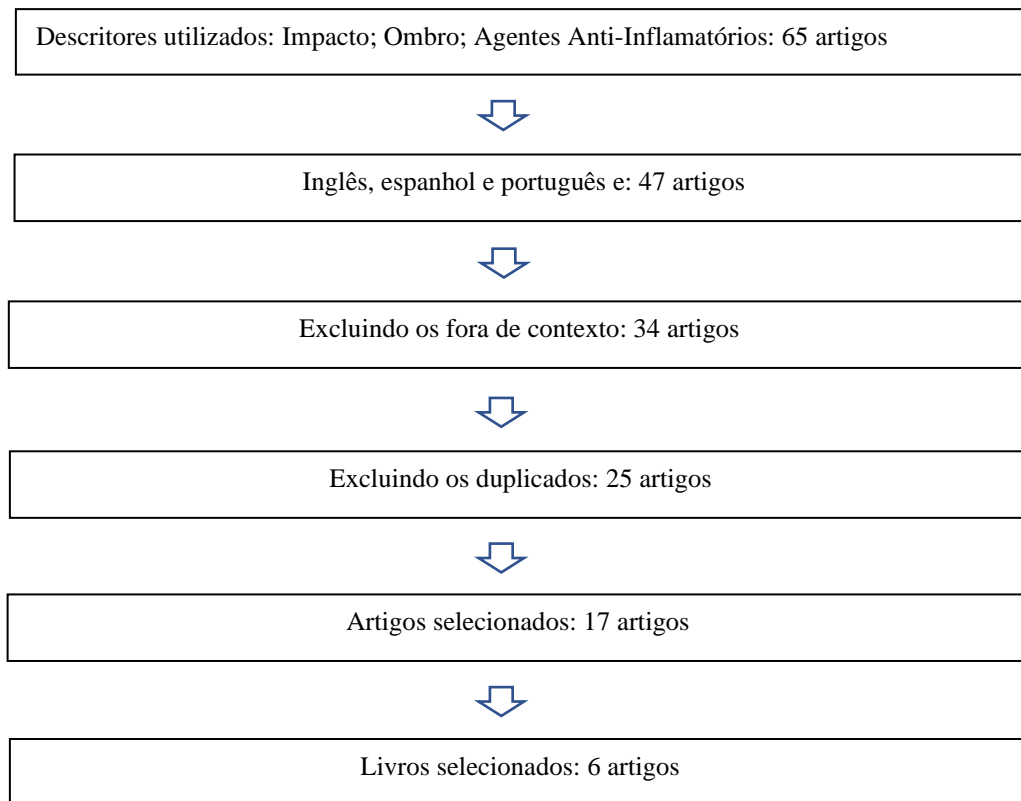 Descritores utilizados: Impacto; Ombro; Agentes Anti-Inflamatórios: 65 artigos
Inglês, espanhol e português e: 47 artigos
Excluindo os fora de contexto: 34 artigos
Excluindo os duplicados: 25 artigos
Artigos selecionados: 17 artigos
Livros selecionados: 6 artigos